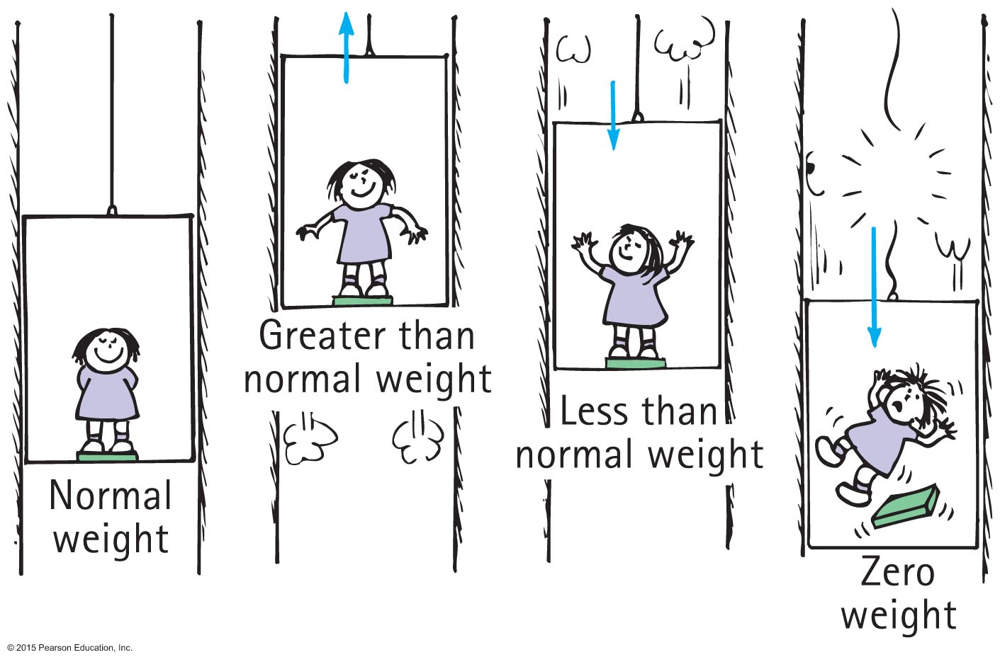 Normal
weight
Greater than
normal weight
Less than
normal weight
Zero
weight
© 2015 Pearson Education, Inc.